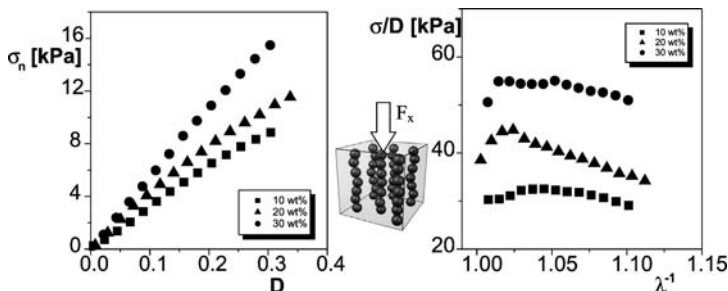 σn [kPa]
16
12
8
4
0
0.0
0.1
0.2
0.3
0.4
D
10 wt%
20 wt%
30 wt%
Fx
σ/D [kPa]
60
40
20
1.00
1.05
1.10
1.15
λ-1
10 wt%
20 wt%
30 wt%